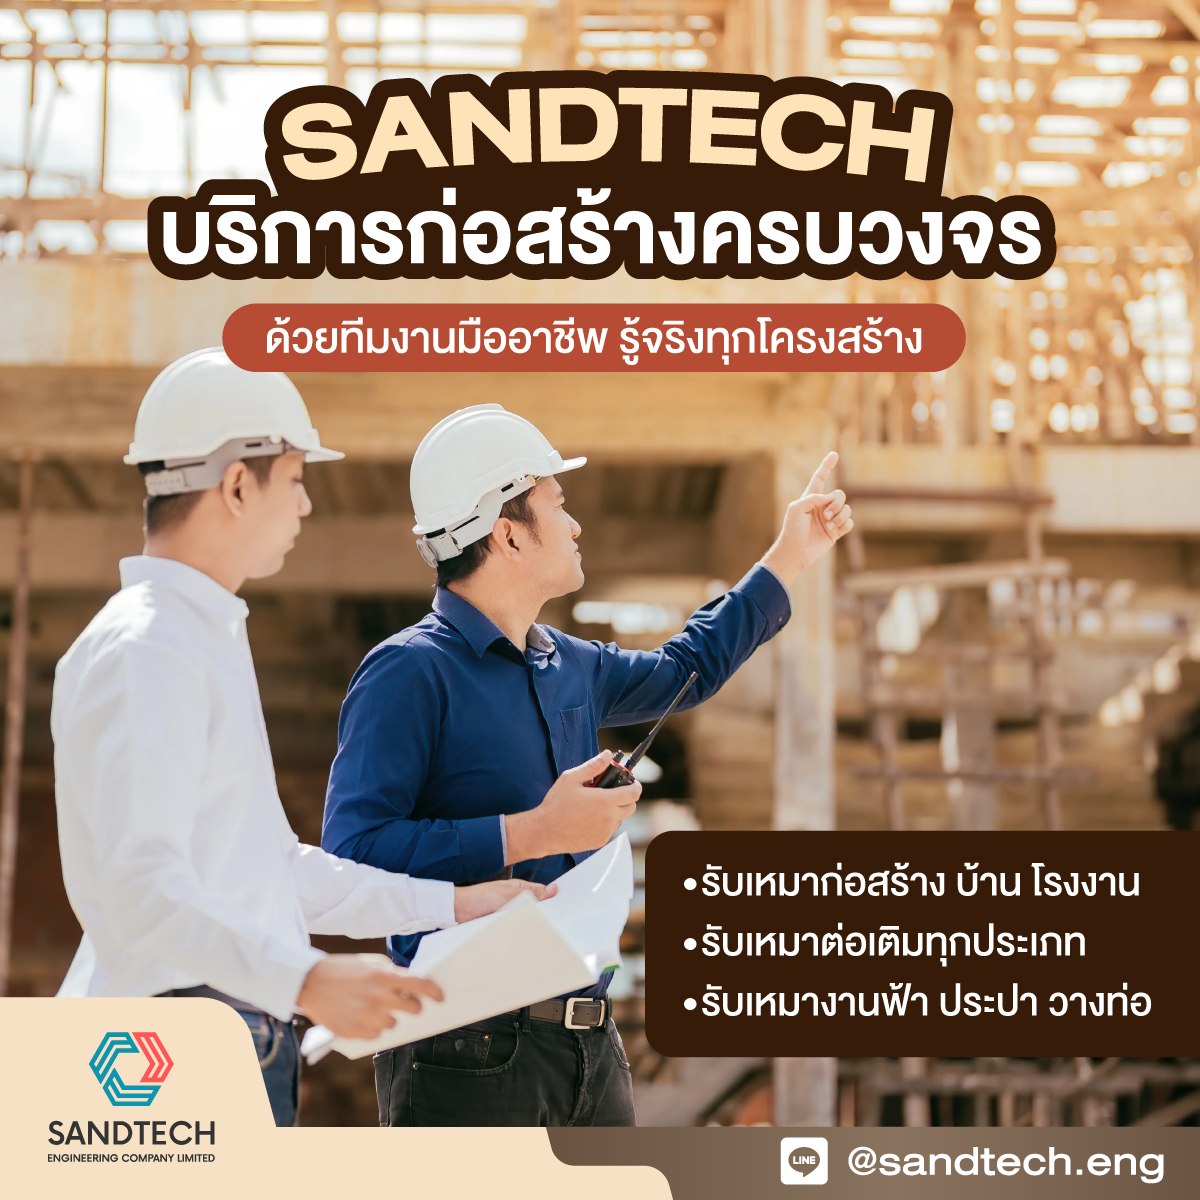 SANDTECH
บริการก่อสร้างครบวงจร
ด้วยทีมงานมืออาชีพ รู้จริงทุกโครงสร้าง
•รับเหมาก่อสร้าง บ้าน โรงงาน
•รับเหมาต่อเติมทุกประเภท
•รับเหมางานฟ้า ประปา วางท่อ
SANDTECH
ENGINEERING COMPANY LIMITED
LINE @sandtech.eng